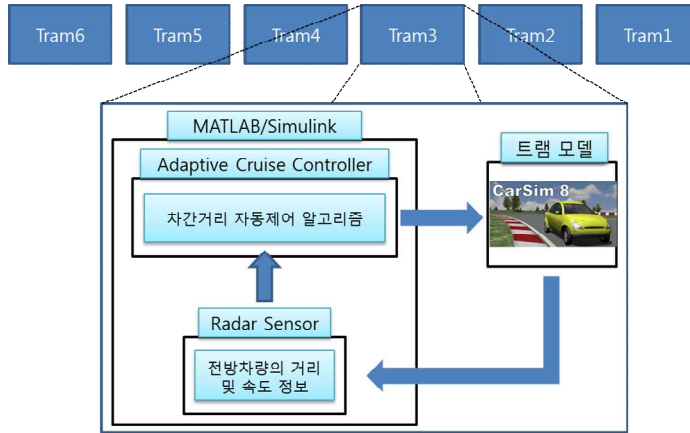 Tram6
Tram5
Tram4
Tram3
Tram2
Tram1
MATLAB/Simulink
트램 모델
Adaptive Cruise Controller
CarSim 8
차간거리 자동제어 알고리즘
Radar Sensor
전방차량의 거리
및 속도 정보